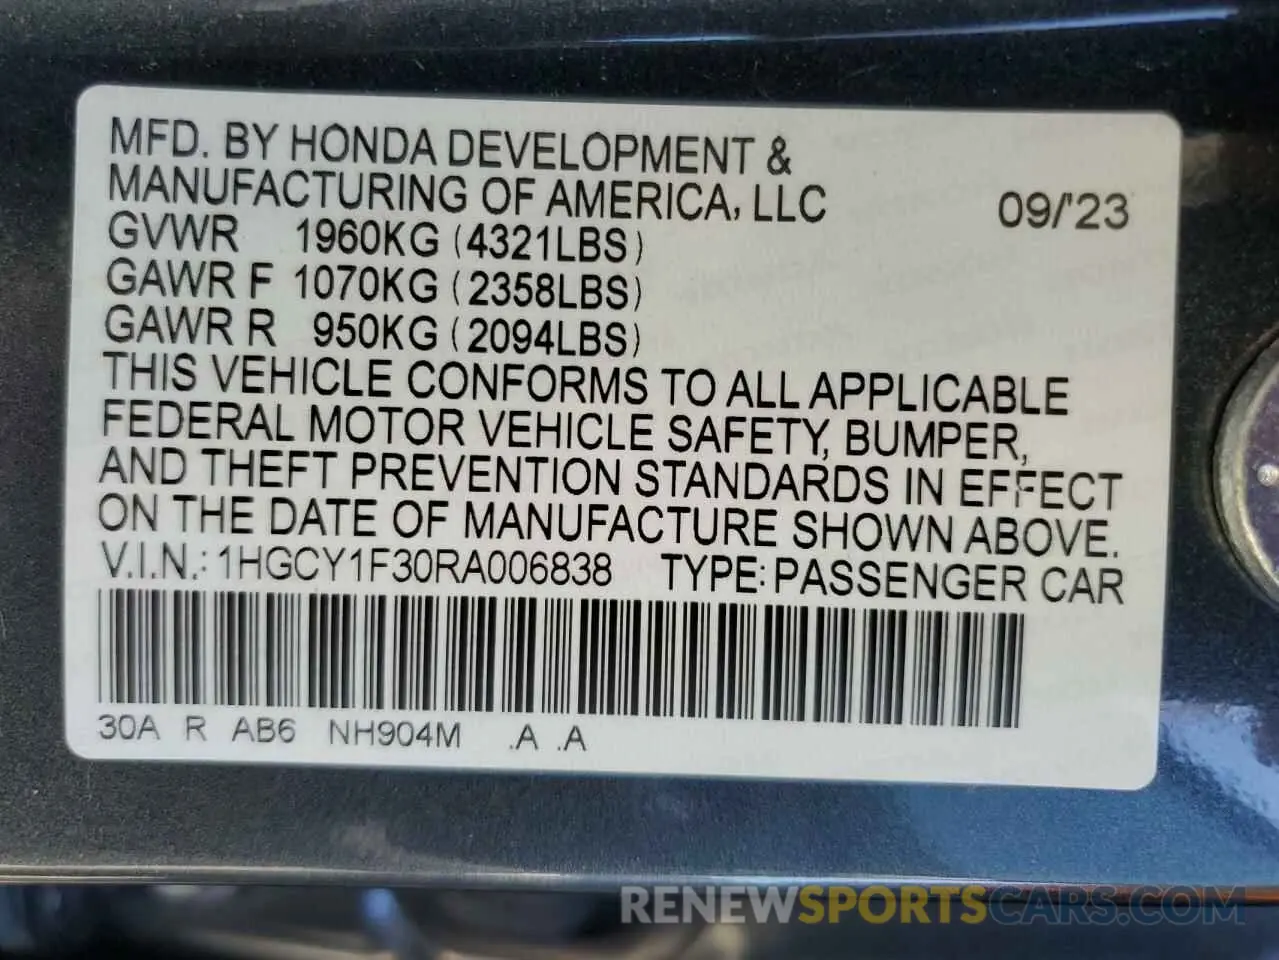 MFD. BY HONDA DEVELOPMENT &
MANUFACTURING OF AMERICA, LLC 09/'23
GVWR 1960KG (4321LBS)
GAWR F 1070KG (2358LBS)
GAWR R 950KG (2094LBS)
THIS VEHICLE CONFORMS TO ALL APPLICABLE
FEDERAL MOTOR VEHICLE SAFETY, BUMPER,
AND THEFT PREVENTION STANDARDS IN EFFECT
ON THE DATE OF MANUFACTURE SHOWN ABOVE.
V.I.N.: 1HGCY1F30RA006838 TYPE: PASSENGER CAR
30A R AB6 NH904M .A .A
RENEWSPORTSCARS.COM